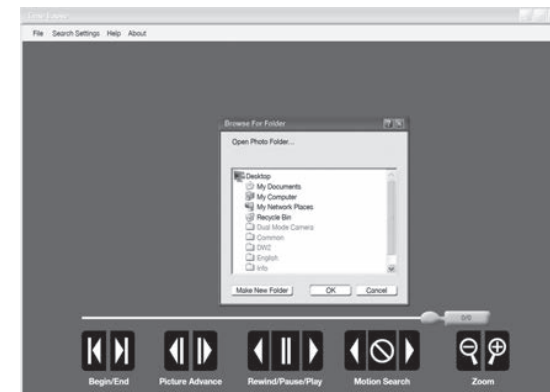 File Search Settings Help About
Browse For Folder
Open Photo Folder...
Desktop
My Documents
My Computer
My Network Places
Recycle Bin
Dual Mode Camera
Common
DW2
English
Info
Make New Folder OK Cancel
0/0
Begin/End Picture Advance Rewind/Pause/Play Motion Search Zoom